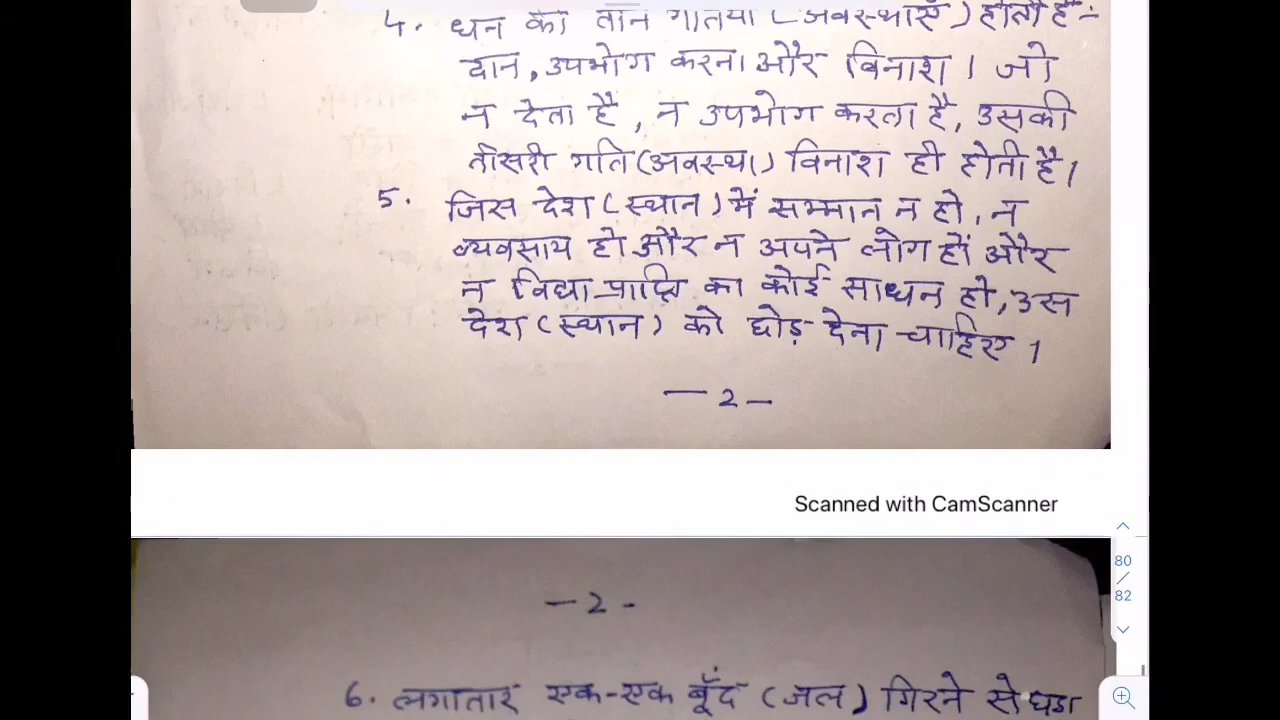 4. धन की तीन गतियाँ (अवस्थाएँ) होती हैं-
दान, उपभोग करना और विनाश। जो
न देता है, न उपभोग करता है, उसकी
तीसरी गति (अवस्था) विनाश ही होती है।
5. जिस देश (स्थान) में सम्मान न हो, न
व्यवसाय हो और न अपने लोग हों और
न विद्या-प्राप्ति का कोई साधन हो, उस
देश (स्थान) को छोड़ देना चाहिए ।
— 2 —
Scanned with CamScanner
80
/
82
— 2 -
6. लगातार एक-एक बूँद (जल) गिरने से घड़ा